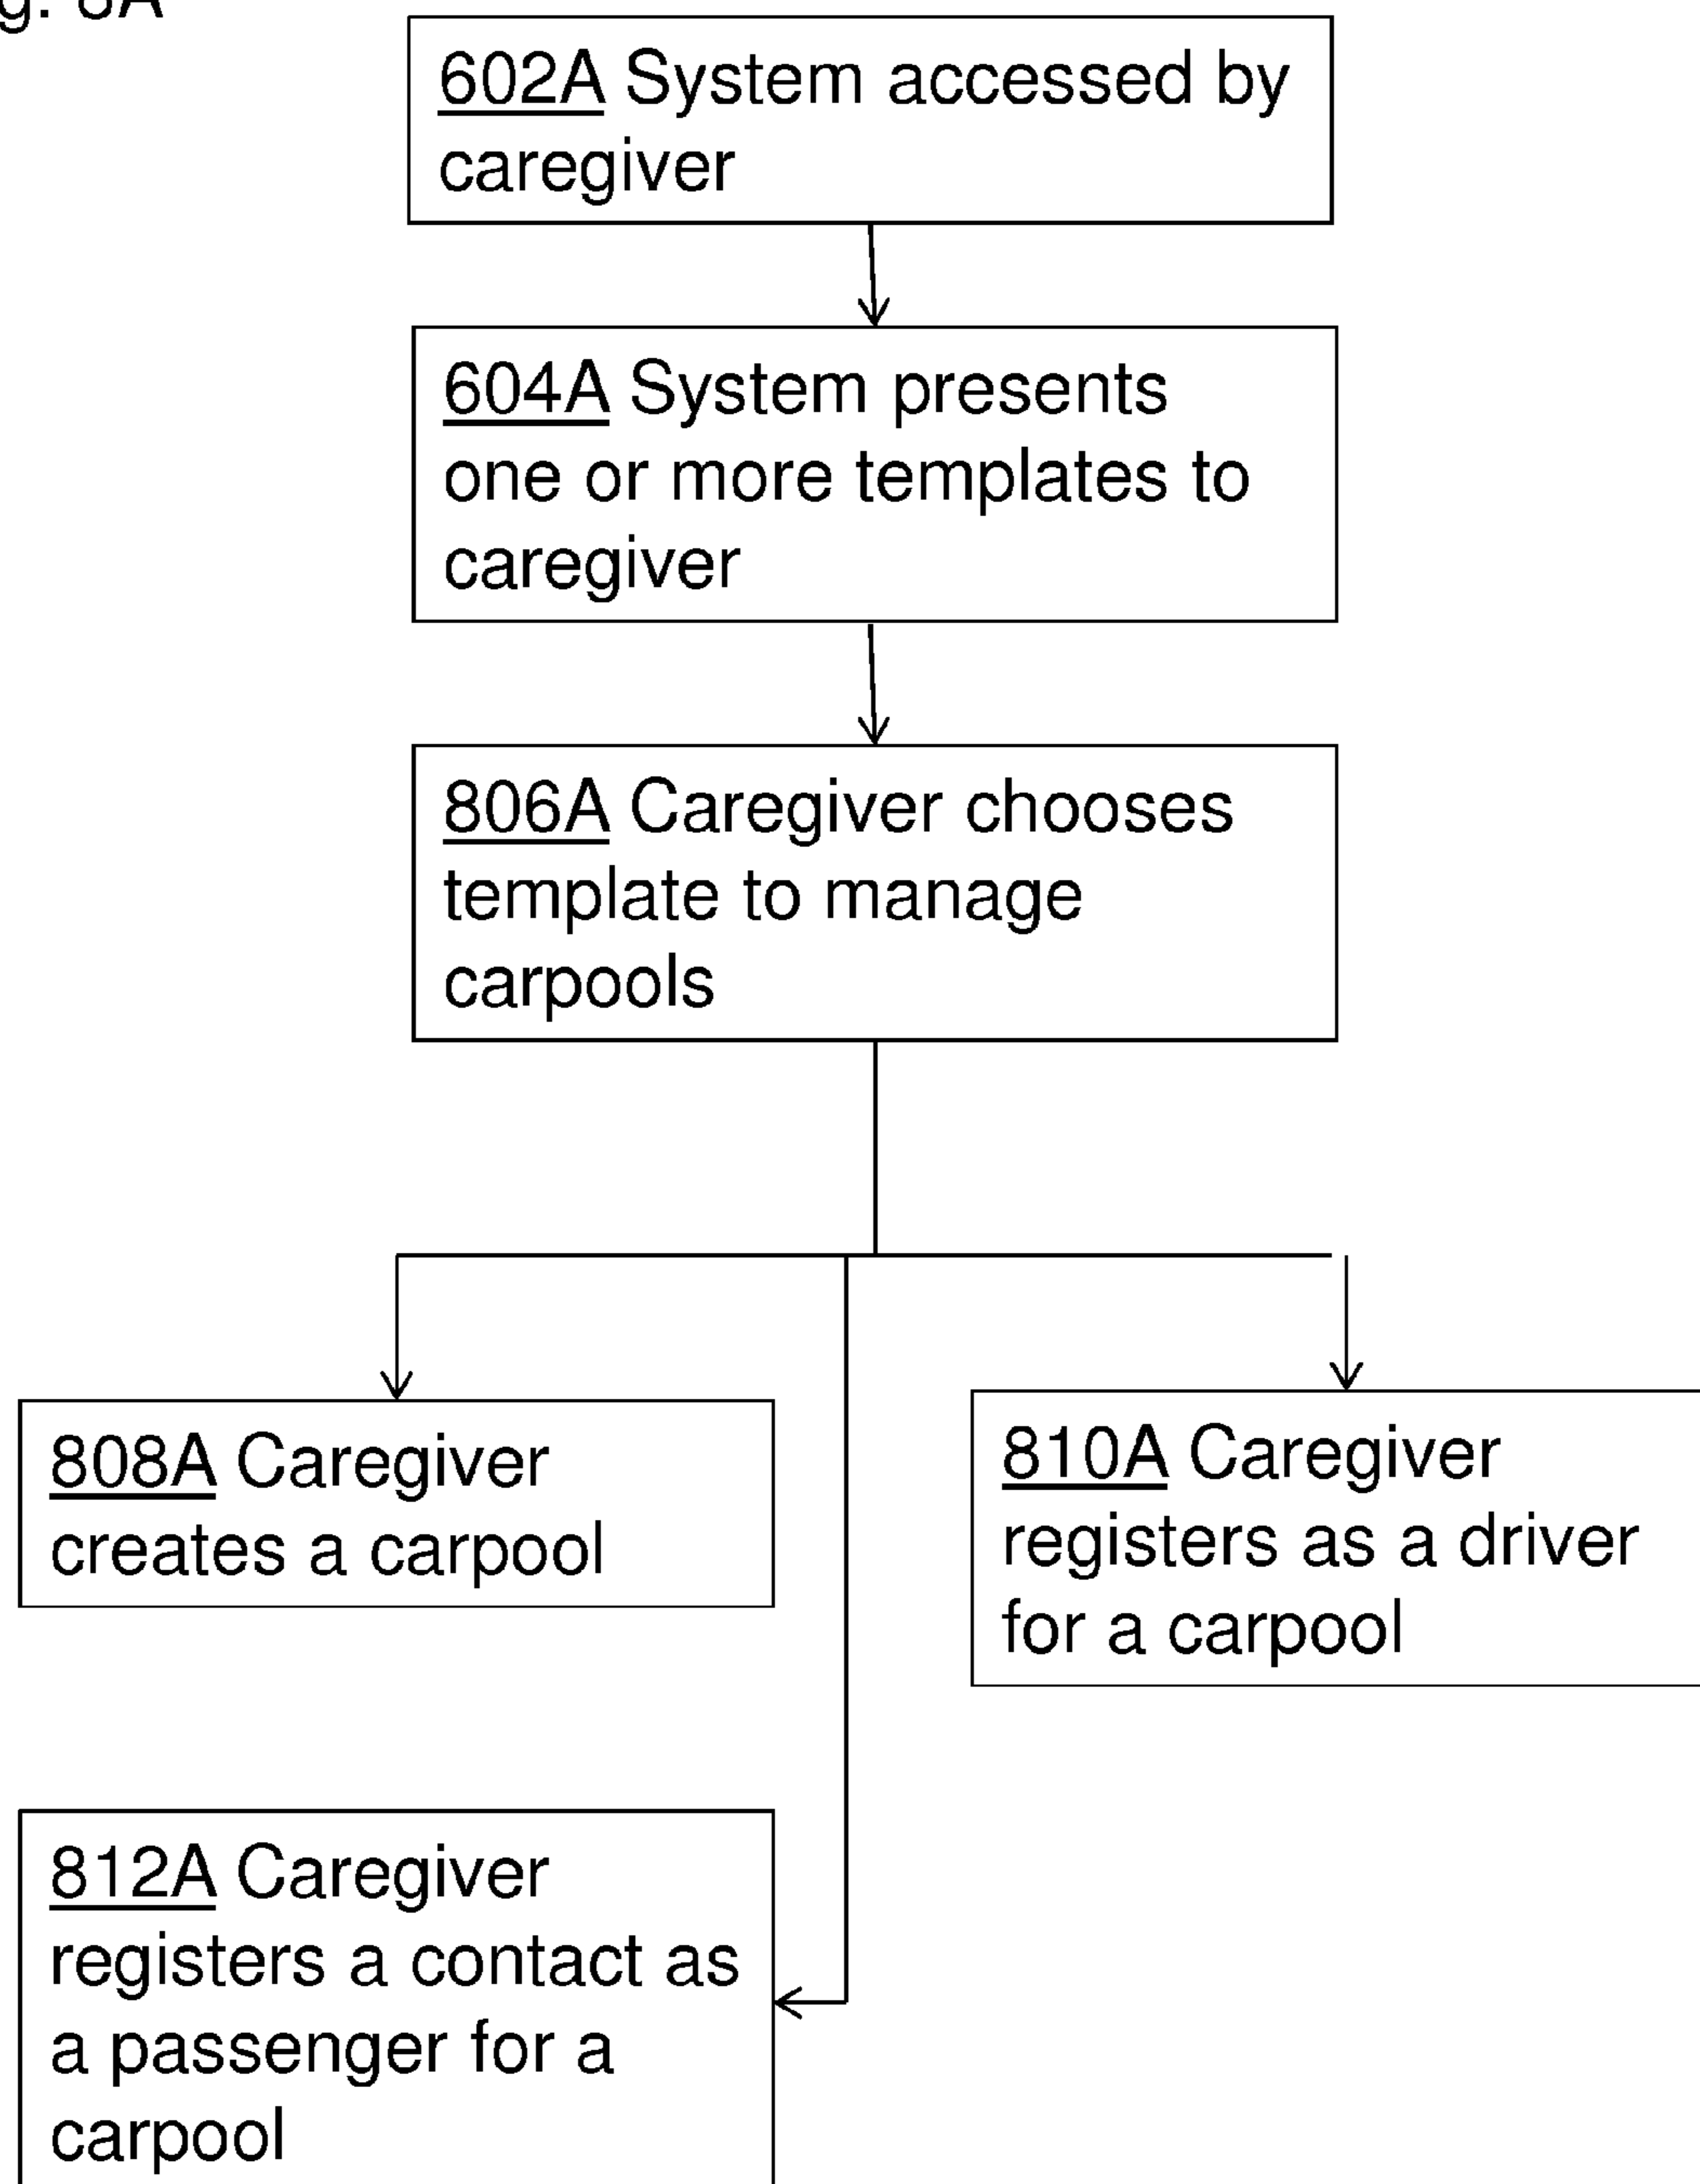 g. 8A
602A System accessed by
caregiver
604A System presents
one or more templates to
caregiver
806A Caregiver chooses
template to manage
carpools
808A Caregiver
creates a carpool
810A Caregiver
registers as a driver
for a carpool
812A Caregiver
registers a contact as
a passenger for a
carpool